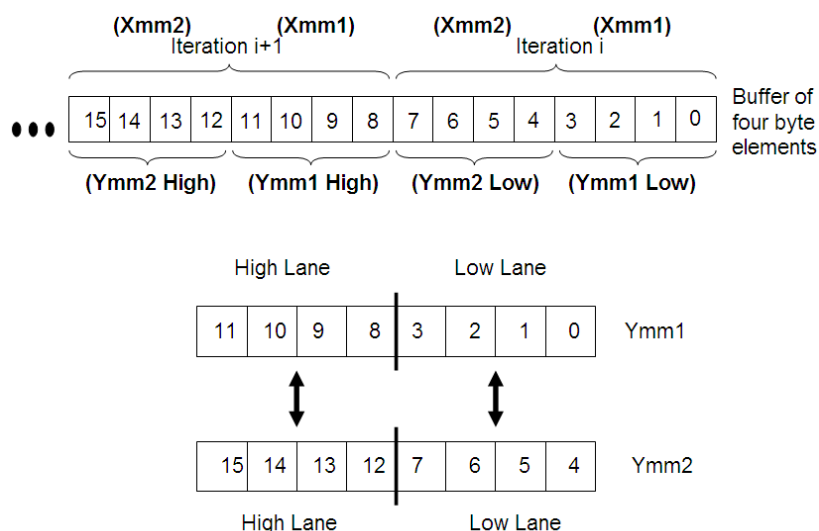 (Xmm2) (Xmm1) (Xmm2) (Xmm1)
Iteration i+1 Iteration i
15 14 13 12 11 10 9 8 7 6 5 4 3 2 1 0
Buffer of
four byte
elements
(Ymm2 High) (Ymm1 High) (Ymm2 Low) (Ymm1 Low)
High Lane Low Lane
11 10 9 8 3 2 1 0 Ymm1
15 14 13 12 7 6 5 4 Ymm2
High Lane Low Lane